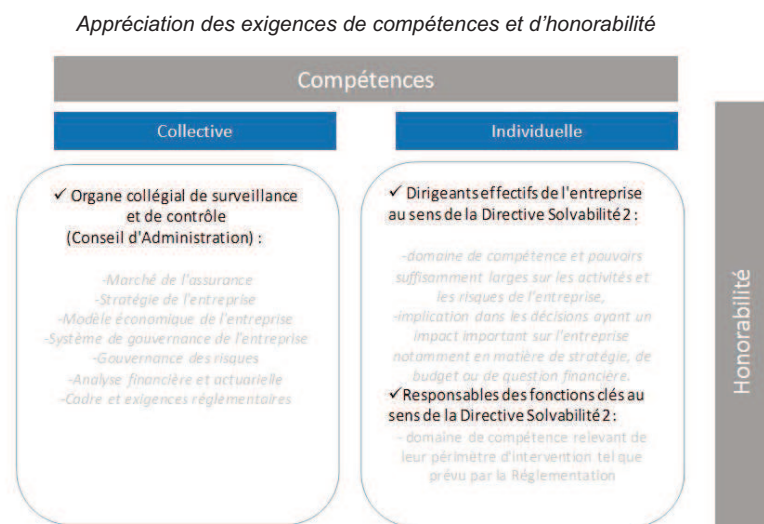 Appréciation des exigences de compétences et d'honorabilité
Compétences
Collective
✓ Organe collégial de surveillance
et de contrôle
(Conseil d'Administration) :
-Marché de l'assurance
-Stratégie de l'entreprise
-Modèle économique de l'entreprise
-Système de gouvernance de l'entreprise
-Gouvernance des risques
-Analyse financière et actuarielle
-Cadre et exigences réglementaires
Individuelle
✓ Dirigeants effectifs de l'entreprise
au sens de la Directive Solvabilité 2 :
-domaine de compétence et pouvoirs
suffisamment larges sur les activités et
les risques de l'entreprise,
-implication dans les décisions ayant un
impact important sur l'entreprise
notamment en matière de stratégie, de
budget ou de question financière.
✓Responsables des fonctions clés au
sens de la Directive Solvabilité 2 :
- domaine de compétence relevant de
leur périmètre d'intervention tel que
prévu par la Réglementation
Honorabilité